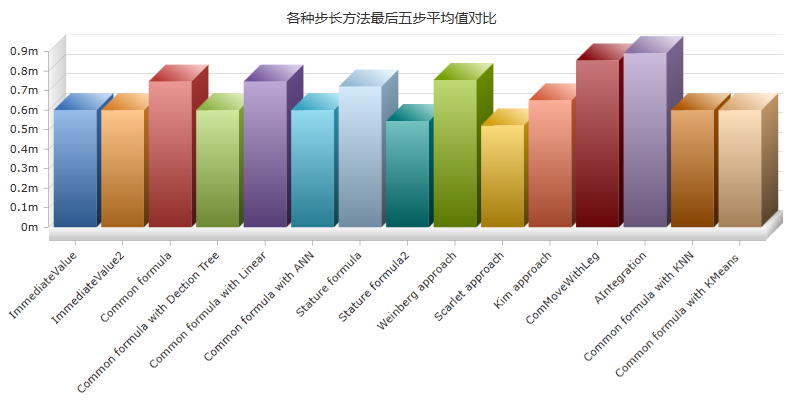 各种步长方法最后五步平均值对比
0.9m
0.8m
0.7m
0.6m
0.5m
0.4m
0.3m
0.2m
0.1m
0m
ImmediateValue
ImmediateValue2
Common formula
Common formula with Dection Tree
Common formula with Linear
Common formula with ANN
Stature formula
Stature formula2
Weinberg approach
Scarlet approach
Kim approach
ComMoveWithLeg
AIntegration
Common formula with KNN
Common formula with KMeans